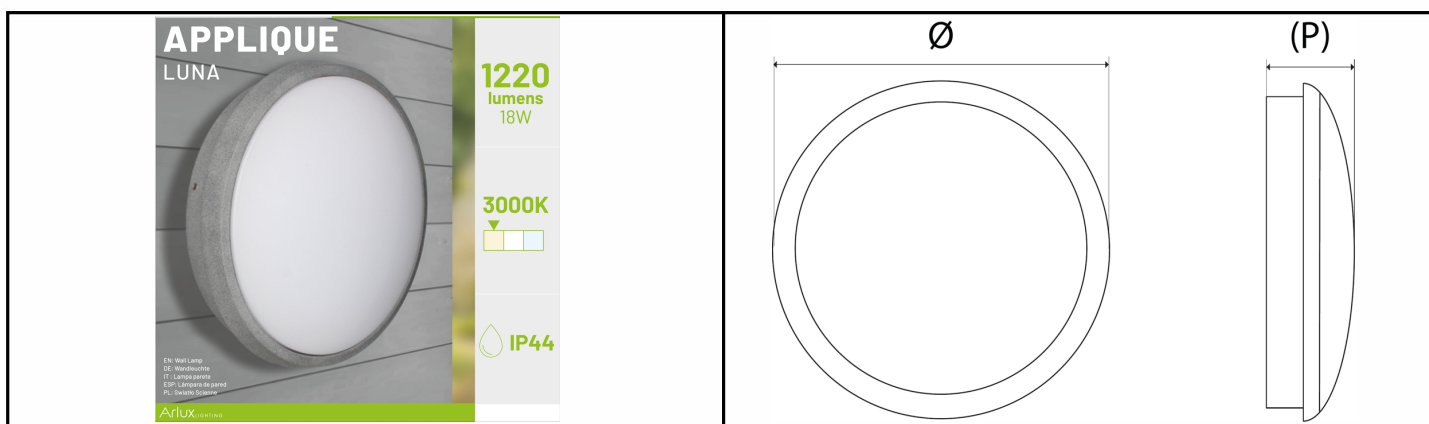 APPLIQUE
LUNA
1220
lumens
18W
3000K
IP44
EN: Wall Lamp
DE: Wandleuchte
IT : Lampa parete
ESP: Lámpara de pared
PL: Swiatło Scienne
Arlux LIGHTING
Ø
(P)